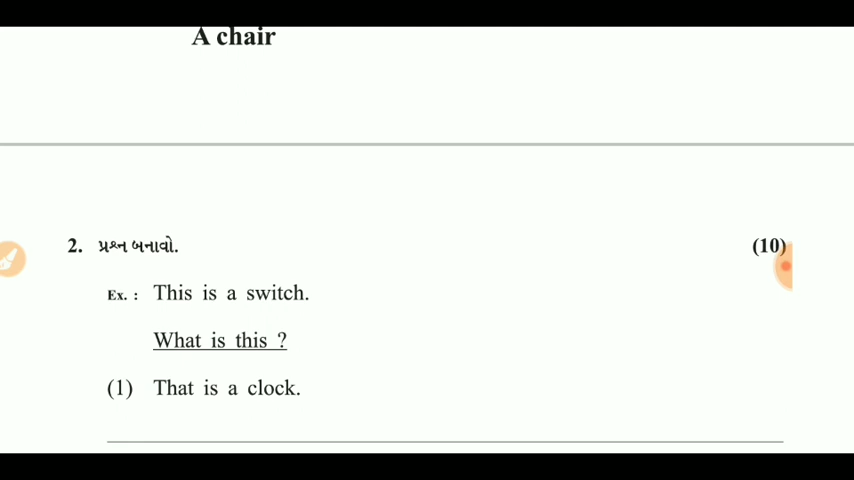 A chair
2. પ્રશ્ન બનાવો. (10)
Ex. : This is a switch.
What is this ?
(1) That is a clock.